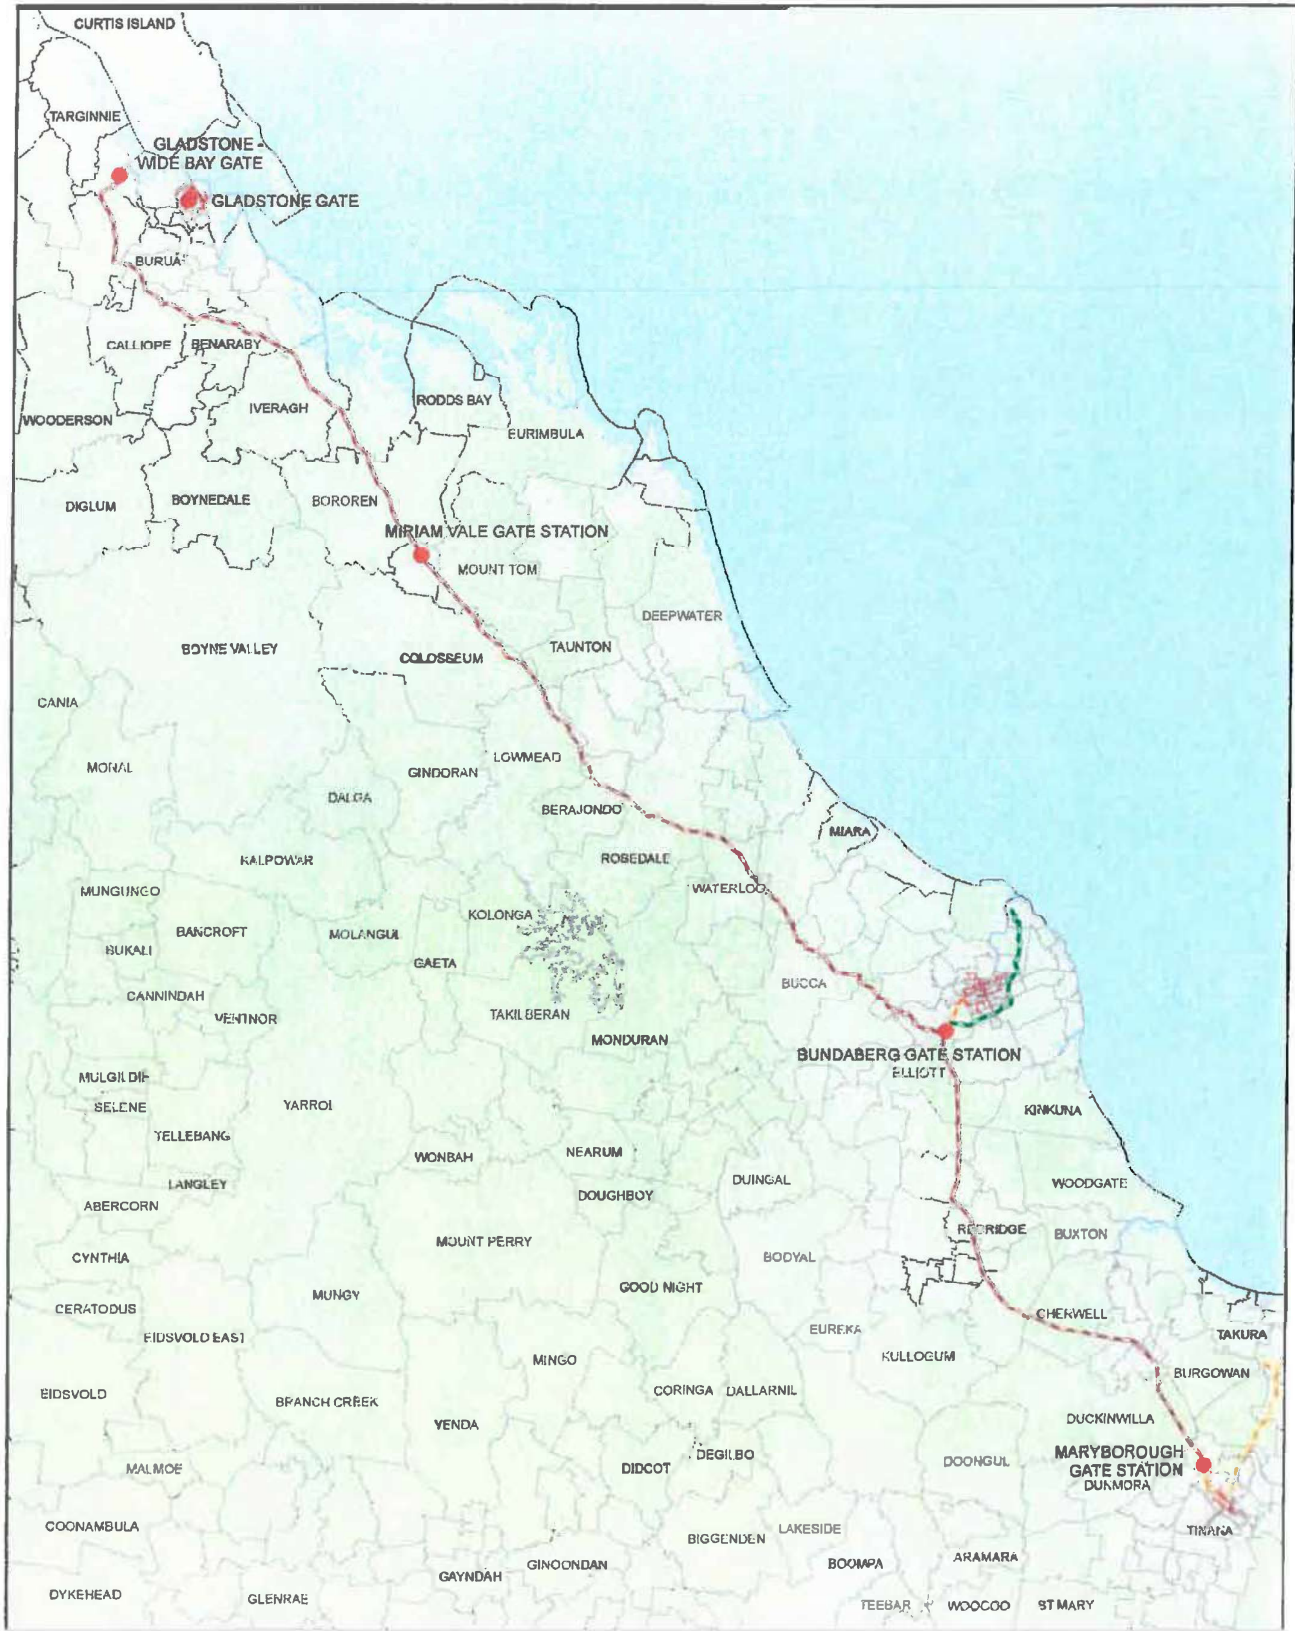 CURTIS ISLAND
TARGINNIE
GLADSTONE -
WIDE BAY GATE
GLADSTONE GATE
BURUA
CALLIOPE
BENARABY
IVERAGH
RODDS BAY
WOODERSON
EURIMBULA
DIGLUM
BOYNEDALE
BOROREN
MIRIAM VALE GATE STATION
MOUNT TOM
DEEPWATER
BOYNE VALLEY
COLOSSEUM
TAUNTON
CANIA
MONAL
GINDORAN
LOWMEAD
DALGA
BERAJONDO
MIARA
KALPOWAR
ROSEDALE
MUNGUNGO
WATERLOO
KOLONGA
BANCROFT
MOLANGUL
BUKALI
GAETA
BUCCA
CANNINDAH
VENTNOR
TAKILBERAN
MONDURAN
BUNDABERG GATE STATION
ELLIOTT
MULGILDIE
SELENE
YARROL
KINKUNA
TELLEBANG
WONBAH
NEARUM
DUINGAL
WOODGATE
LANGLEY
DOUGHBOY
ABERCORN
REDRIDGE
BUXTON
MOUNT PERRY
CYNTHIA
BODYAL
MUNGY
GOOD NIGHT
CERATODUS
CHERWELL
EIDSVOLD EAST
EUREKA
TAKURA
MINGO
KULLOGUM
BURGOWAN
EIDSVOLD
CORINGA
DALLARNIL
BRANCH CREEK
YENDA
DUCKINWILLA
MALMOE
DIDCOT
DEGILBO
DOONGUL
MARYBOROUGH
GATE STATION
DUNMORA
COONAMBULA
BIGGENDEN
LAKESIDE
TINANA
GINOONDAN
BOOMPA
ARAMARA
GAYNDAH
DYKEHEAD
GLENRAE
TEEBAR
WOOCOO
ST MARY